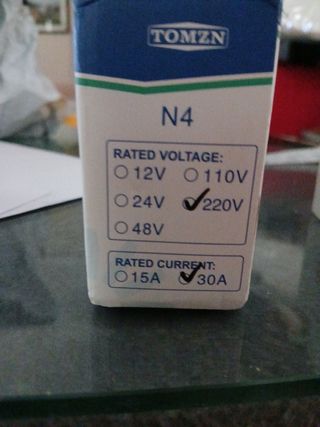 TOMZN
N4
RATED VOLTAGE:
12V 110V
24V 220V
48V
RATED CURRENT:
15A 30A